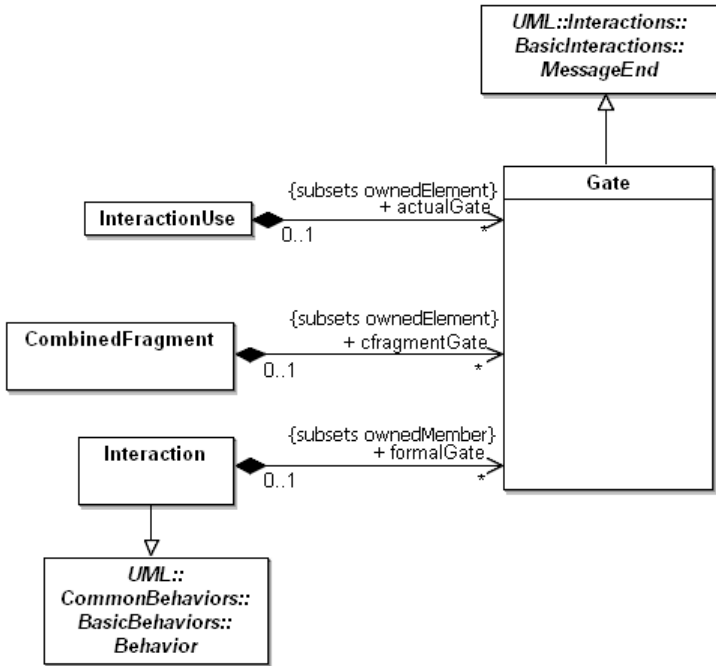 UML::Interactions::
BasicInteractions::
MessageEnd
Gate
{subsets ownedElement}
+ actualGate
InteractionUse
0..1
*
{subsets ownedElement}
+ cfragmentGate
CombinedFragment
0..1
*
{subsets ownedMember}
+ formalGate
Interaction
0..1
*
UML::
CommonBehaviors::
BasicBehaviors::
Behavior